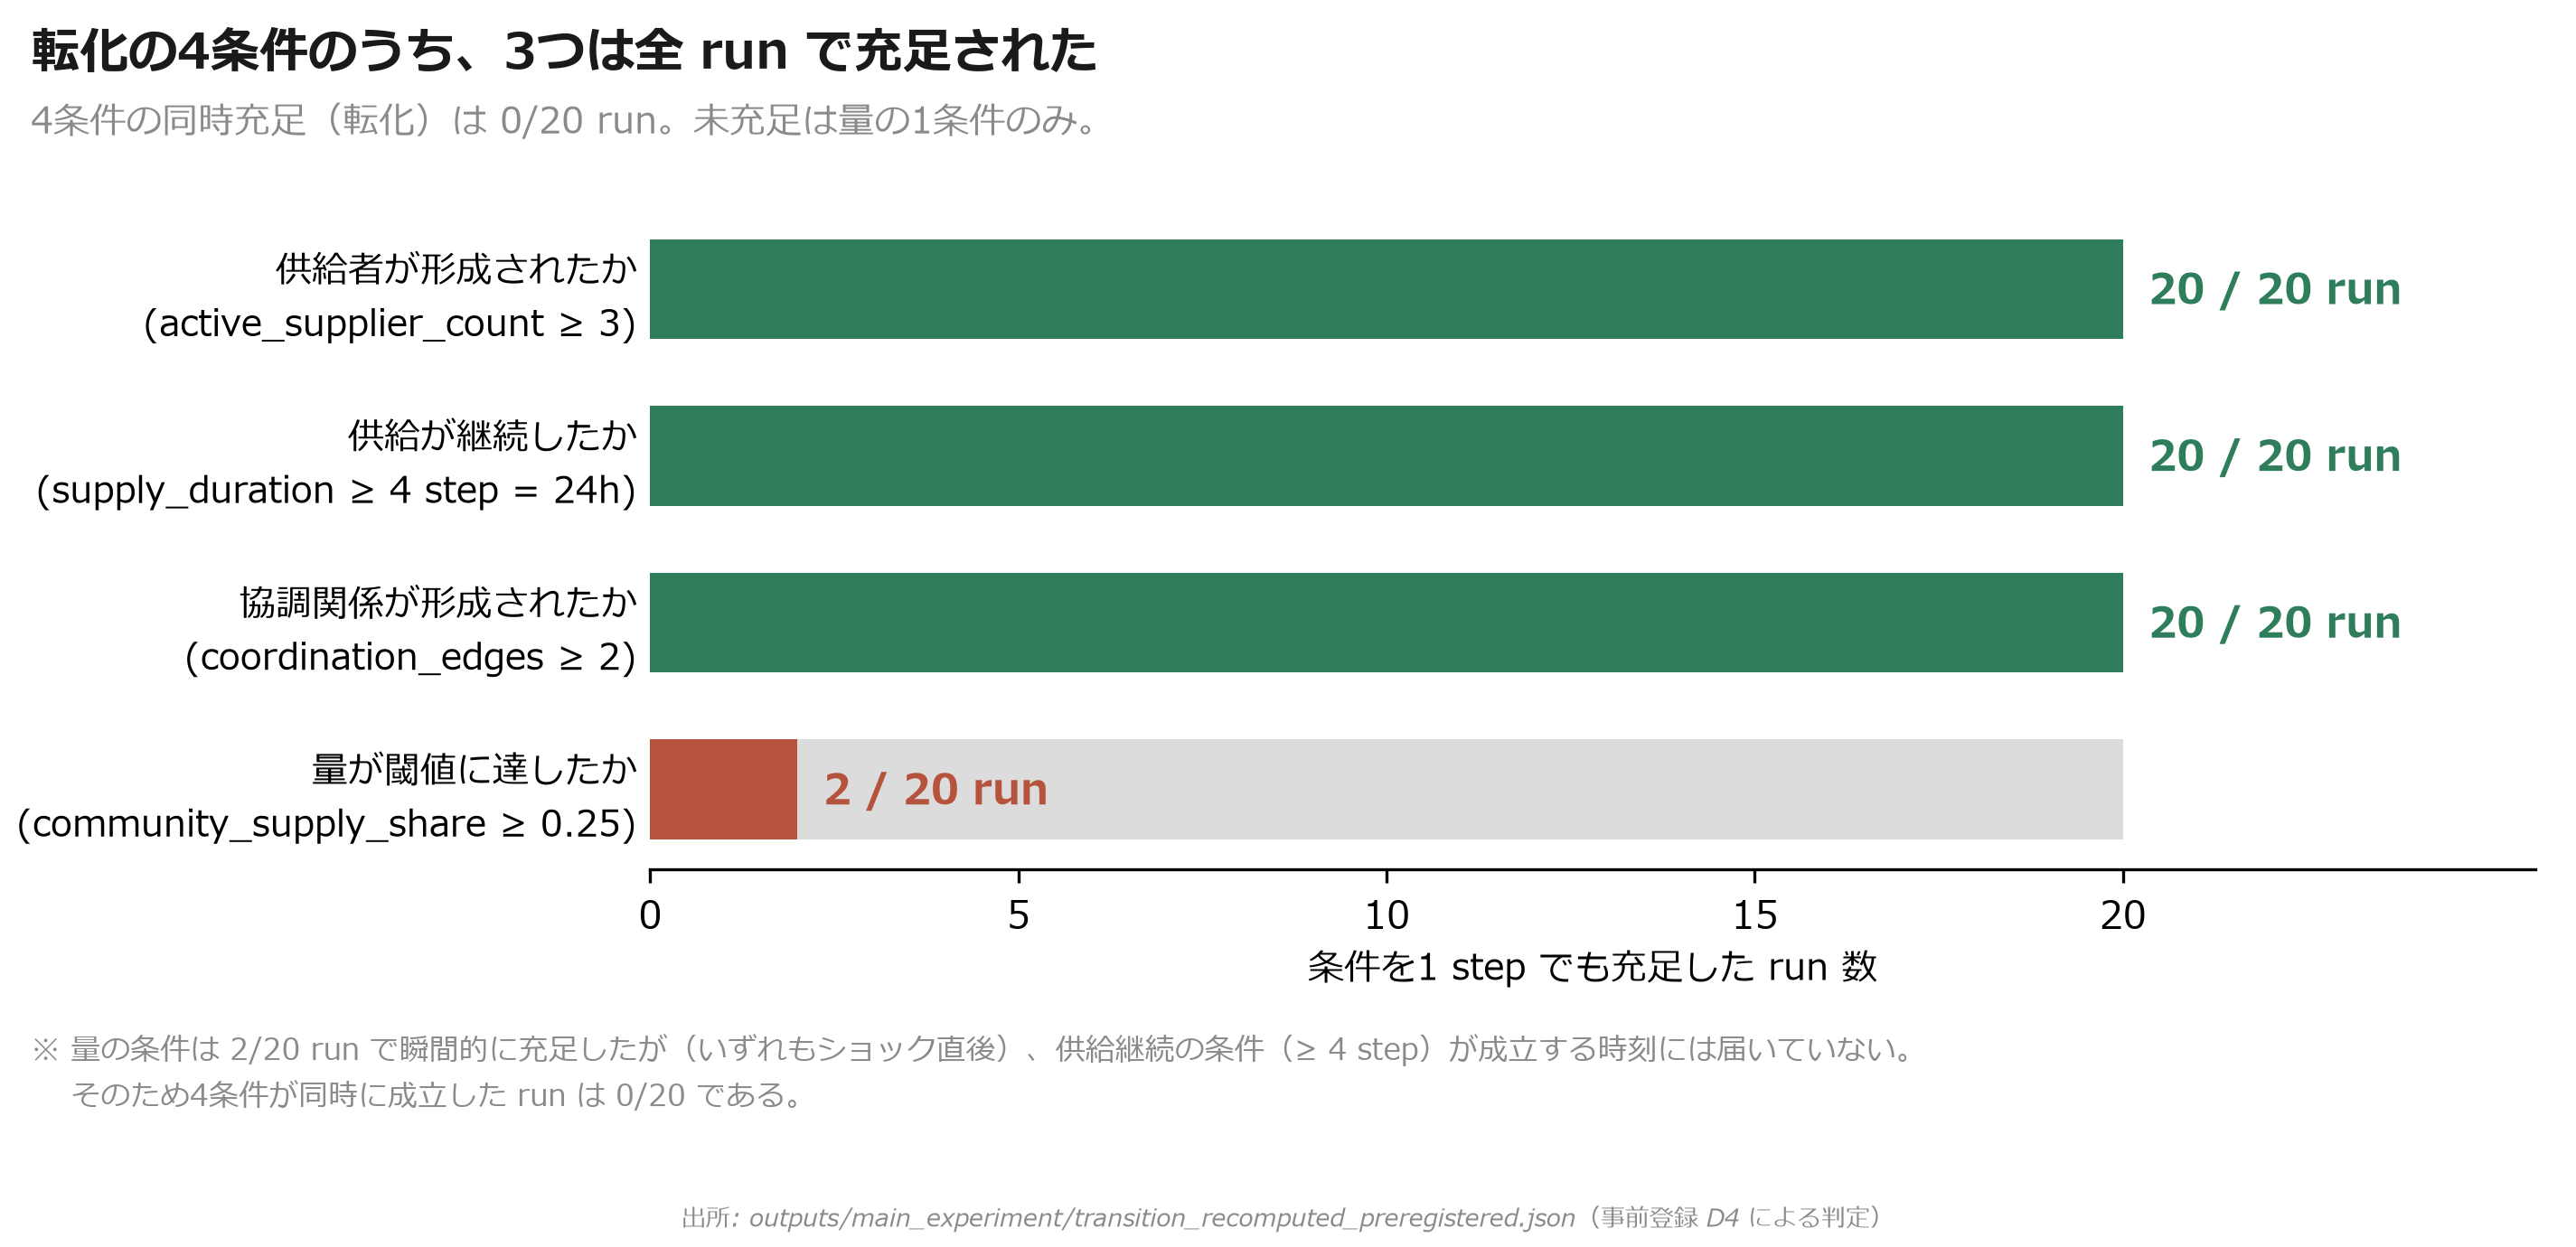 転化の4条件のうち、3つは全 run で充足された
4条件の同時充足（転化）は 0/20 run。未充足は量の1条件のみ。
供給者が形成されたか
(active_supplier_count ≥ 3)
20 / 20 run
供給が継続したか
(supply_duration ≥ 4 step = 24h)
20 / 20 run
協調関係が形成されたか
(coordination_edges ≥ 2)
20 / 20 run
量が閾値に達したか
(community_supply_share ≥ 0.25)
2 / 20 run
0 5 10 15 20
条件を1 step でも充足した run 数
※ 量の条件は 2/20 run で瞬間的に充足したが（いずれもショック直後）、供給継続の条件（≥ 4 step）が成立する時刻には届いていない。
そのため4条件が同時に成立した run は 0/20 である。
出所: outputs/main_experiment/transition_recomputed_preregistered.json（事前登録 D4 による判定）